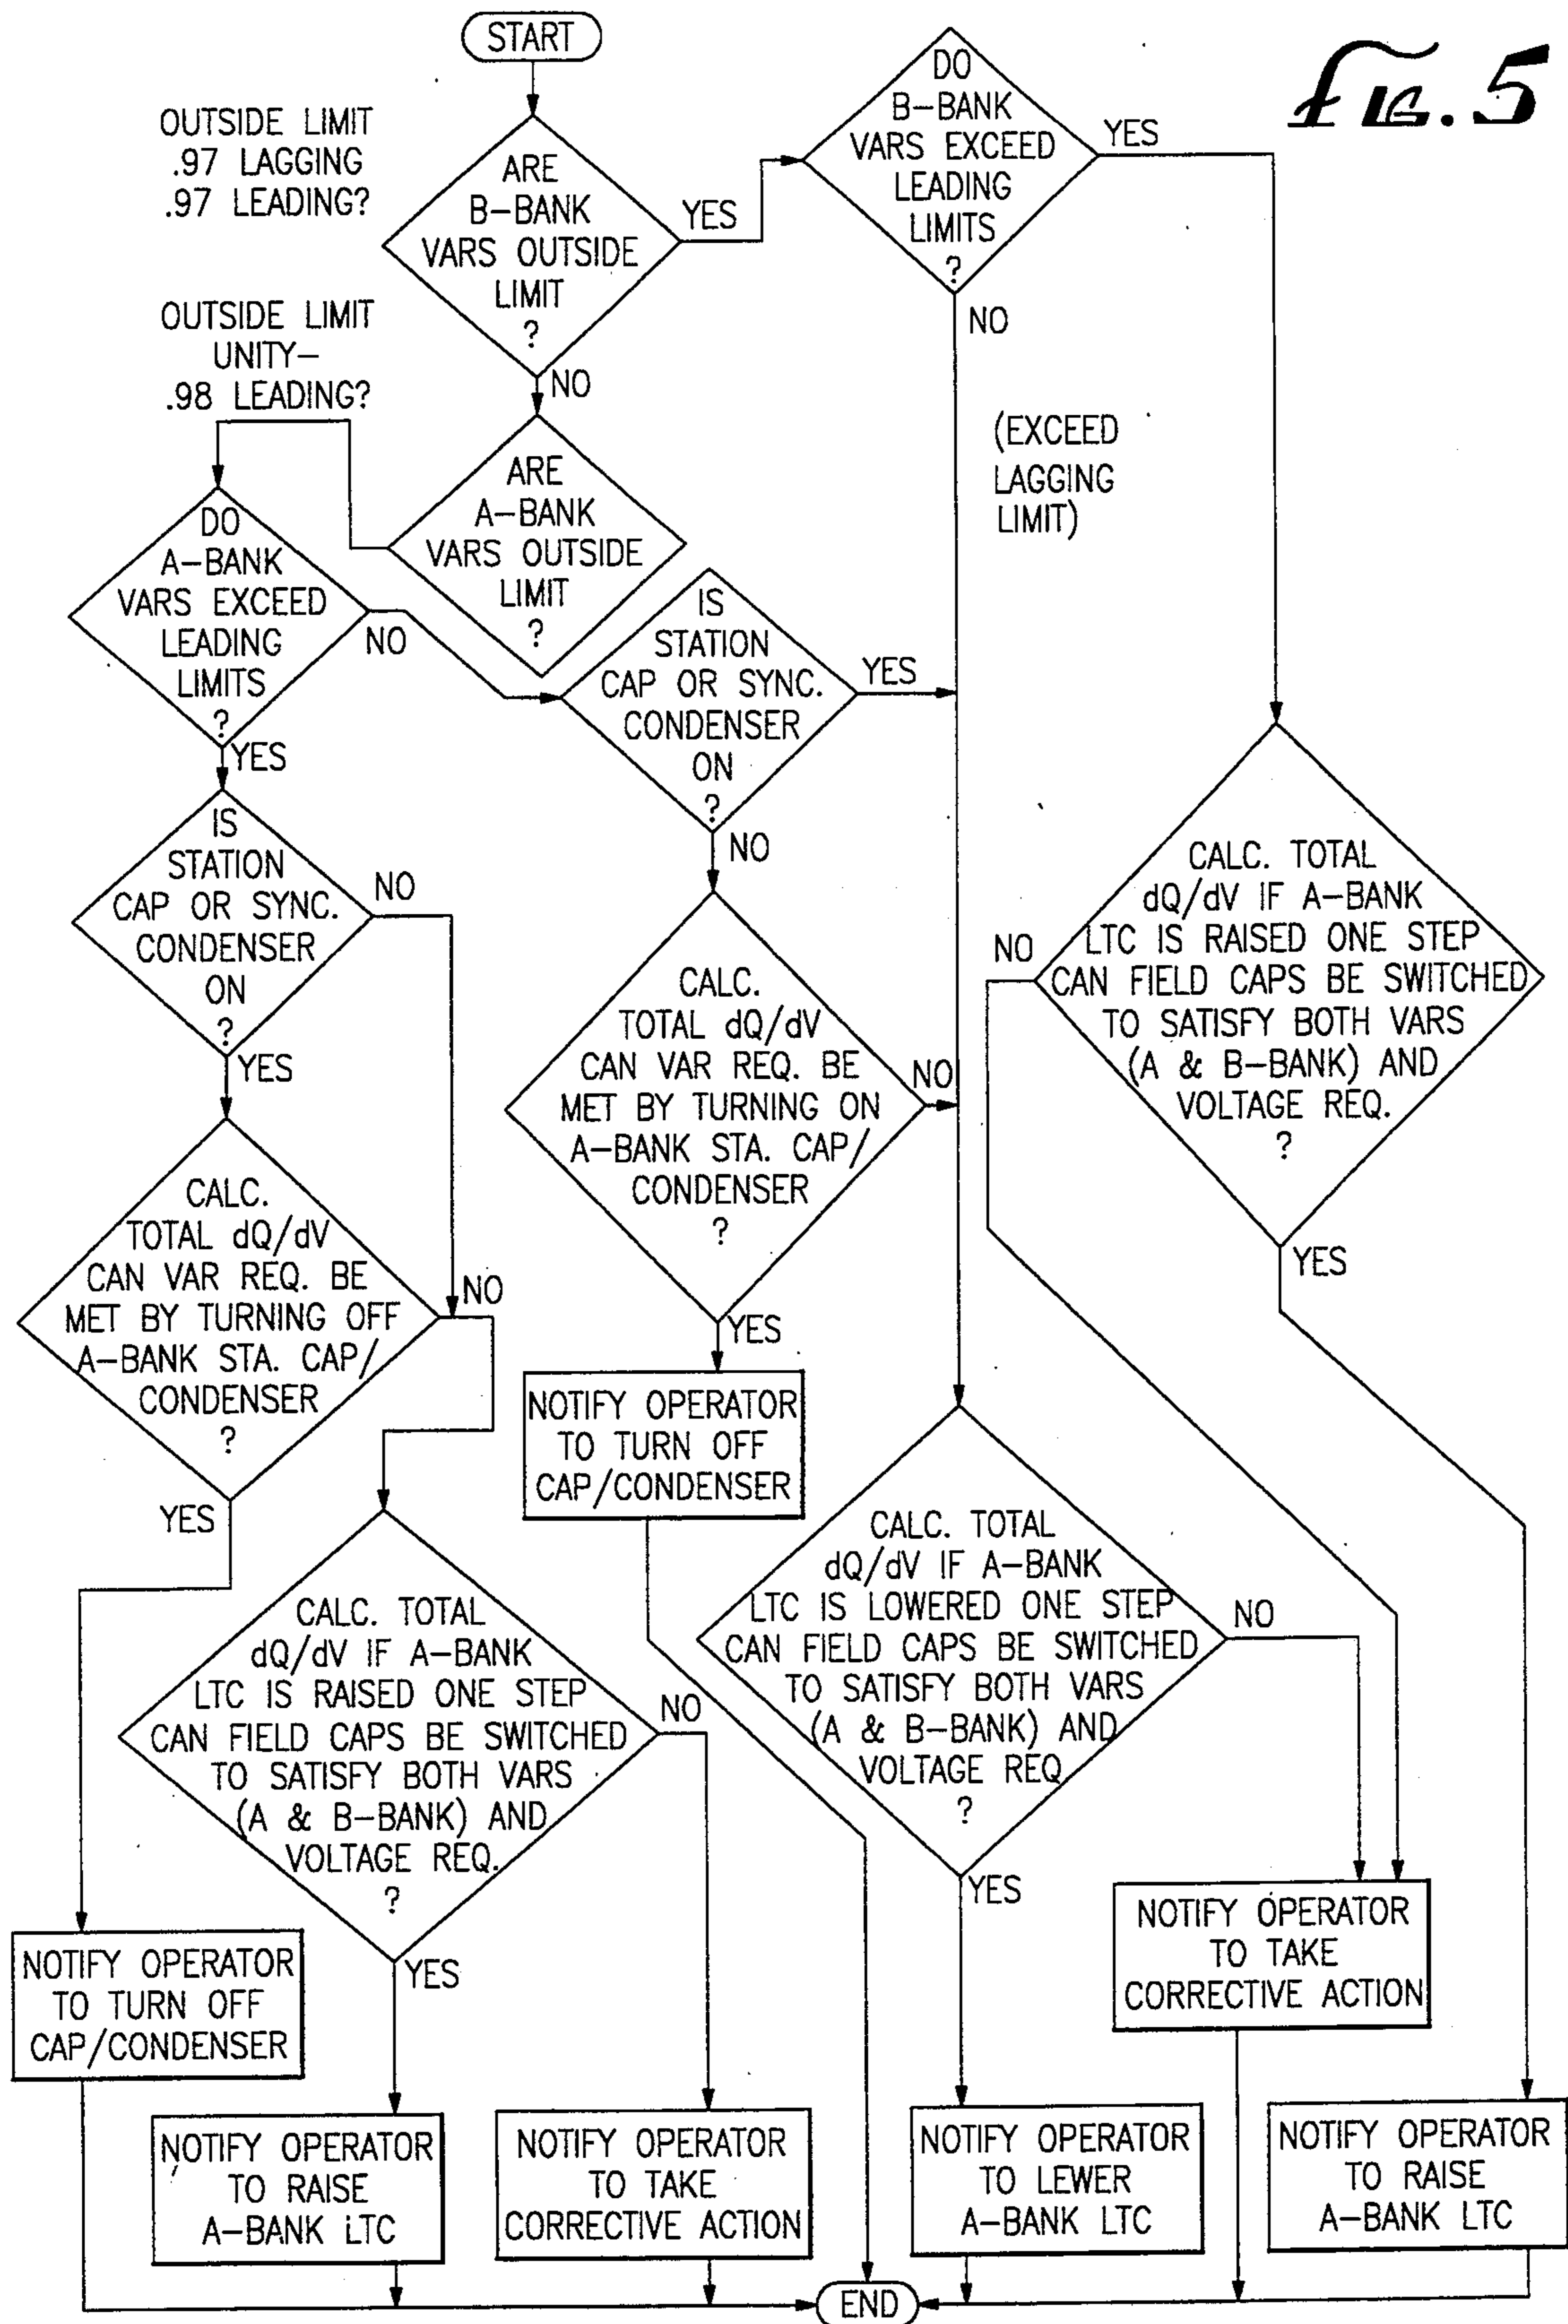 FIG. 5
START
OUTSIDE LIMIT
.97 LAGGING
.97 LEADING?
ARE
B-BANK
VARS OUTSIDE
LIMIT
?
YES
NO
DO
B-BANK
VARS EXCEED
LEADING
LIMITS
?
YES
NO
(EXCEED
LAGGING
LIMIT)
OUTSIDE LIMIT
UNITY-
.98 LEADING?
ARE
A-BANK
VARS OUTSIDE
LIMIT
?
DO
A-BANK
VARS EXCEED
LEADING
LIMITS
?
NO
YES
IS
STATION
CAP OR SYNC.
CONDENSER
ON
?
YES
NO
IS
STATION
CAP OR SYNC.
CONDENSER
ON
?
NO
YES
CALC. TOTAL
dQ/dV IF A-BANK
LTC IS RAISED ONE STEP
CAN FIELD CAPS BE SWITCHED
TO SATISFY BOTH VARS
(A & B-BANK) AND
VOLTAGE REQ.
?
NO
YES
CALC.
TOTAL dQ/dV
CAN VAR REQ. BE
MET BY TURNING ON
A-BANK STA. CAP/
CONDENSER
?
NO
YES
CALC.
TOTAL dQ/dV
CAN VAR REQ. BE
MET BY TURNING OFF
A-BANK STA. CAP/
CONDENSER
?
NO
YES
NOTIFY OPERATOR
TO TURN OFF
CAP/CONDENSER
CALC. TOTAL
dQ/dV IF A-BANK
LTC IS LOWERED ONE STEP
CAN FIELD CAPS BE SWITCHED
TO SATISFY BOTH VARS
(A & B-BANK) AND
VOLTAGE REQ
?
NO
YES
CALC. TOTAL
dQ/dV IF A-BANK
LTC IS RAISED ONE STEP
CAN FIELD CAPS BE SWITCHED
TO SATISFY BOTH VARS
(A & B-BANK) AND
VOLTAGE REQ.
?
NO
YES
NOTIFY OPERATOR
TO TURN OFF
CAP/CONDENSER
NOTIFY OPERATOR
TO RAISE
A-BANK LTC
NOTIFY OPERATOR
TO TAKE
CORRECTIVE ACTION
NOTIFY OPERATOR
TO LEWER
A-BANK LTC
NOTIFY OPERATOR
TO TAKE
CORRECTIVE ACTION
NOTIFY OPERATOR
TO RAISE
A-BANK LTC
END